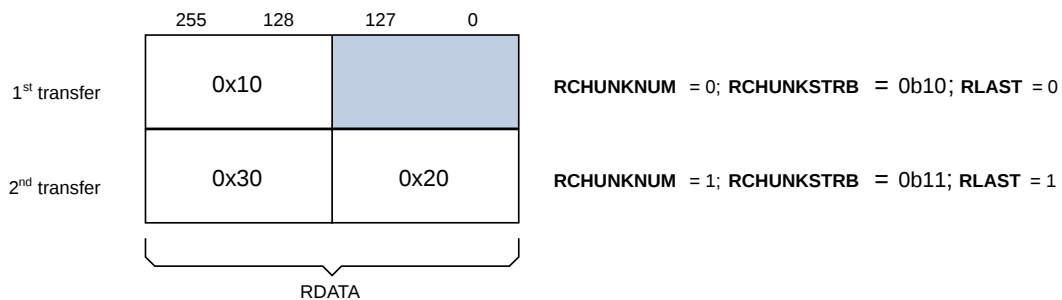 255 128 127 0
1st transfer 0x10 RCHUNKNUM = 0; RCHUNKSTRB = 0b10; RLAST = 0
2nd transfer 0x30 0x20 RCHUNKNUM = 1; RCHUNKSTRB = 0b11; RLAST = 1
RDATA